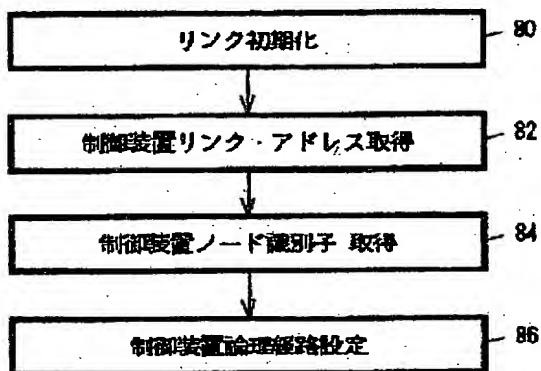 リンク初期化 80
制御装置リンク・アドレス取得 82
制御装置ノード識別子 取得 84
制御装置論理経路設定 86